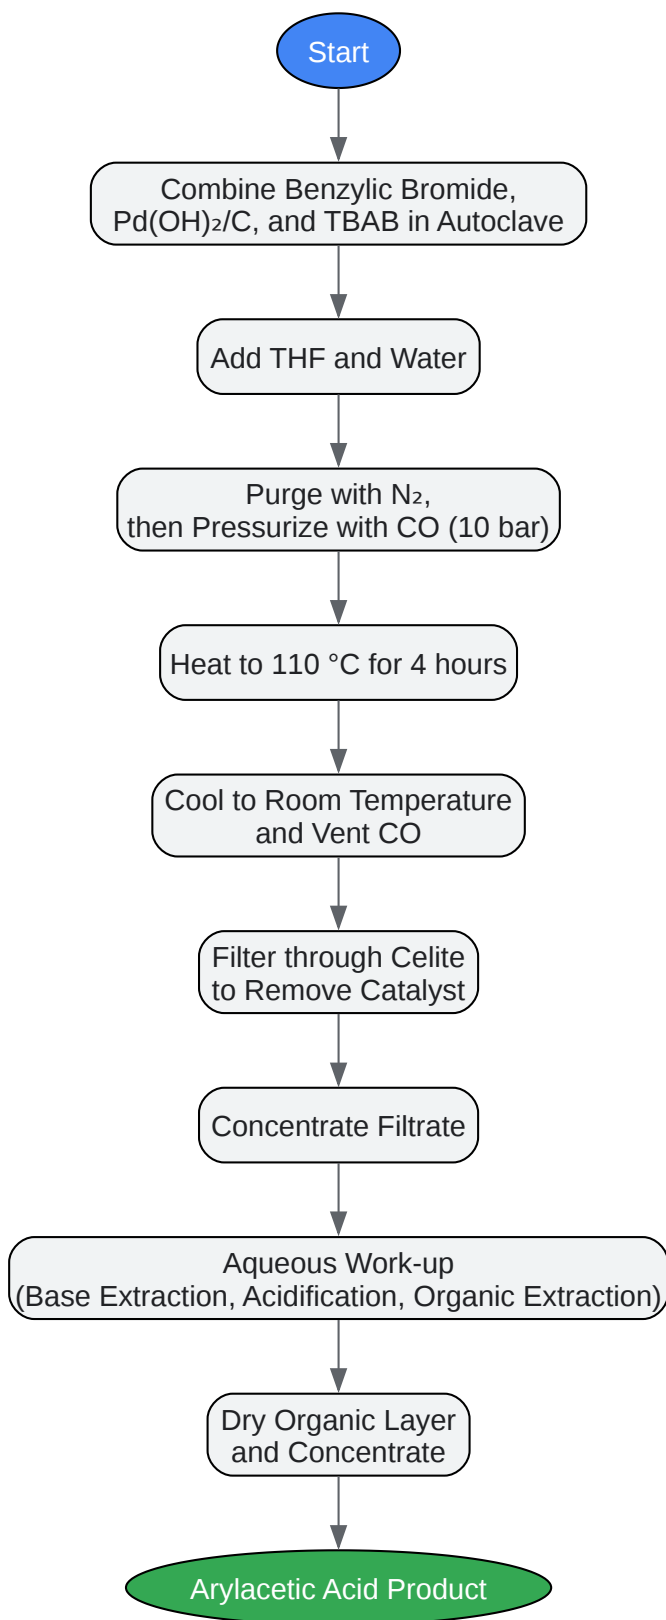 Start
Combine Benzylic Bromide,
Pd(OH)₂/C, and TBAB in Autoclave
Add THF and Water
Purge with N₂,
then Pressurize with CO (10 bar)
Heat to 110 °C for 4 hours
Cool to Room Temperature
and Vent CO
Filter through Celite
to Remove Catalyst
Concentrate Filtrate
Aqueous Work-up
(Base Extraction, Acidification, Organic Extraction)
Dry Organic Layer
and Concentrate
Arylacetic Acid Product